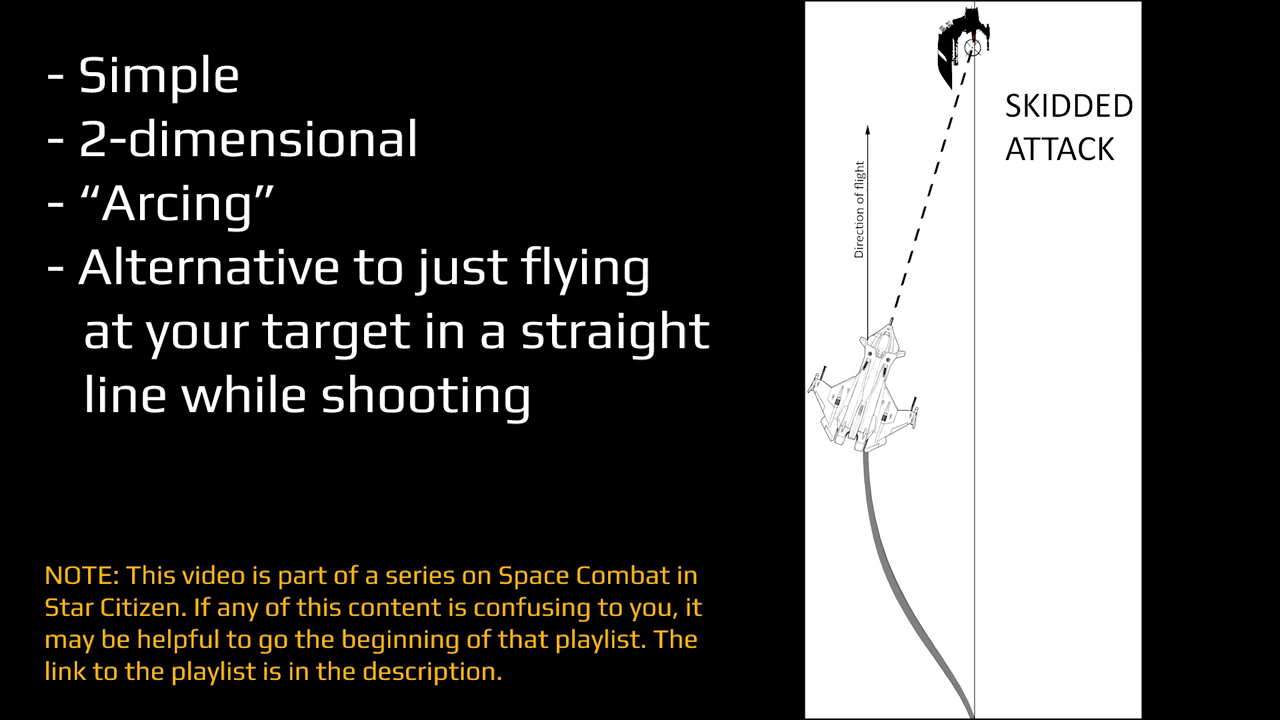 - Simple
- 2-dimensional
- “Arcing”
- Alternative to just flying
at your target in a straight
line while shooting
NOTE: This video is part of a series on Space Combat in
Star Citizen. If any of this content is confusing to you, it
may be helpful to go the beginning of that playlist. The
link to the playlist is in the description.
SKIDDED
ATTACK
Direction of flight